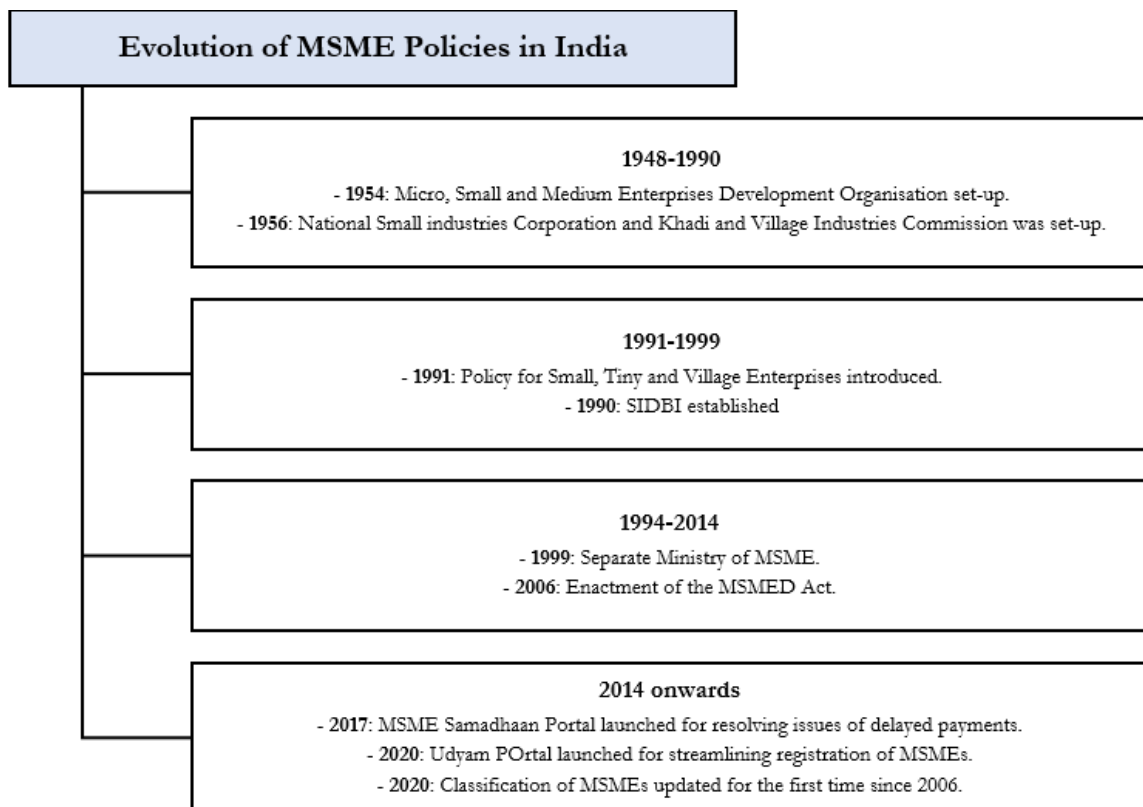 Evolution of MSME Policies in India
1948-1990
- 1954: Micro, Small and Medium Enterprises Development Organisation set-up.
- 1956: National Small industries Corporation and Khadi and Village Industries Commission was set-up.
1991-1999
- 1991: Policy for Small, Tiny and Village Enterprises introduced.
- 1990: SIDBI established
1994-2014
- 1999: Separate Ministry of MSME.
- 2006: Enactment of the MSMED Act.
2014 onwards
- 2017: MSME Samadhaan Portal launched for resolving issues of delayed payments.
- 2020: Udyam POrtal launched for streamlining registration of MSMEs.
- 2020: Classification of MSMEs updated for the first time since 2006.